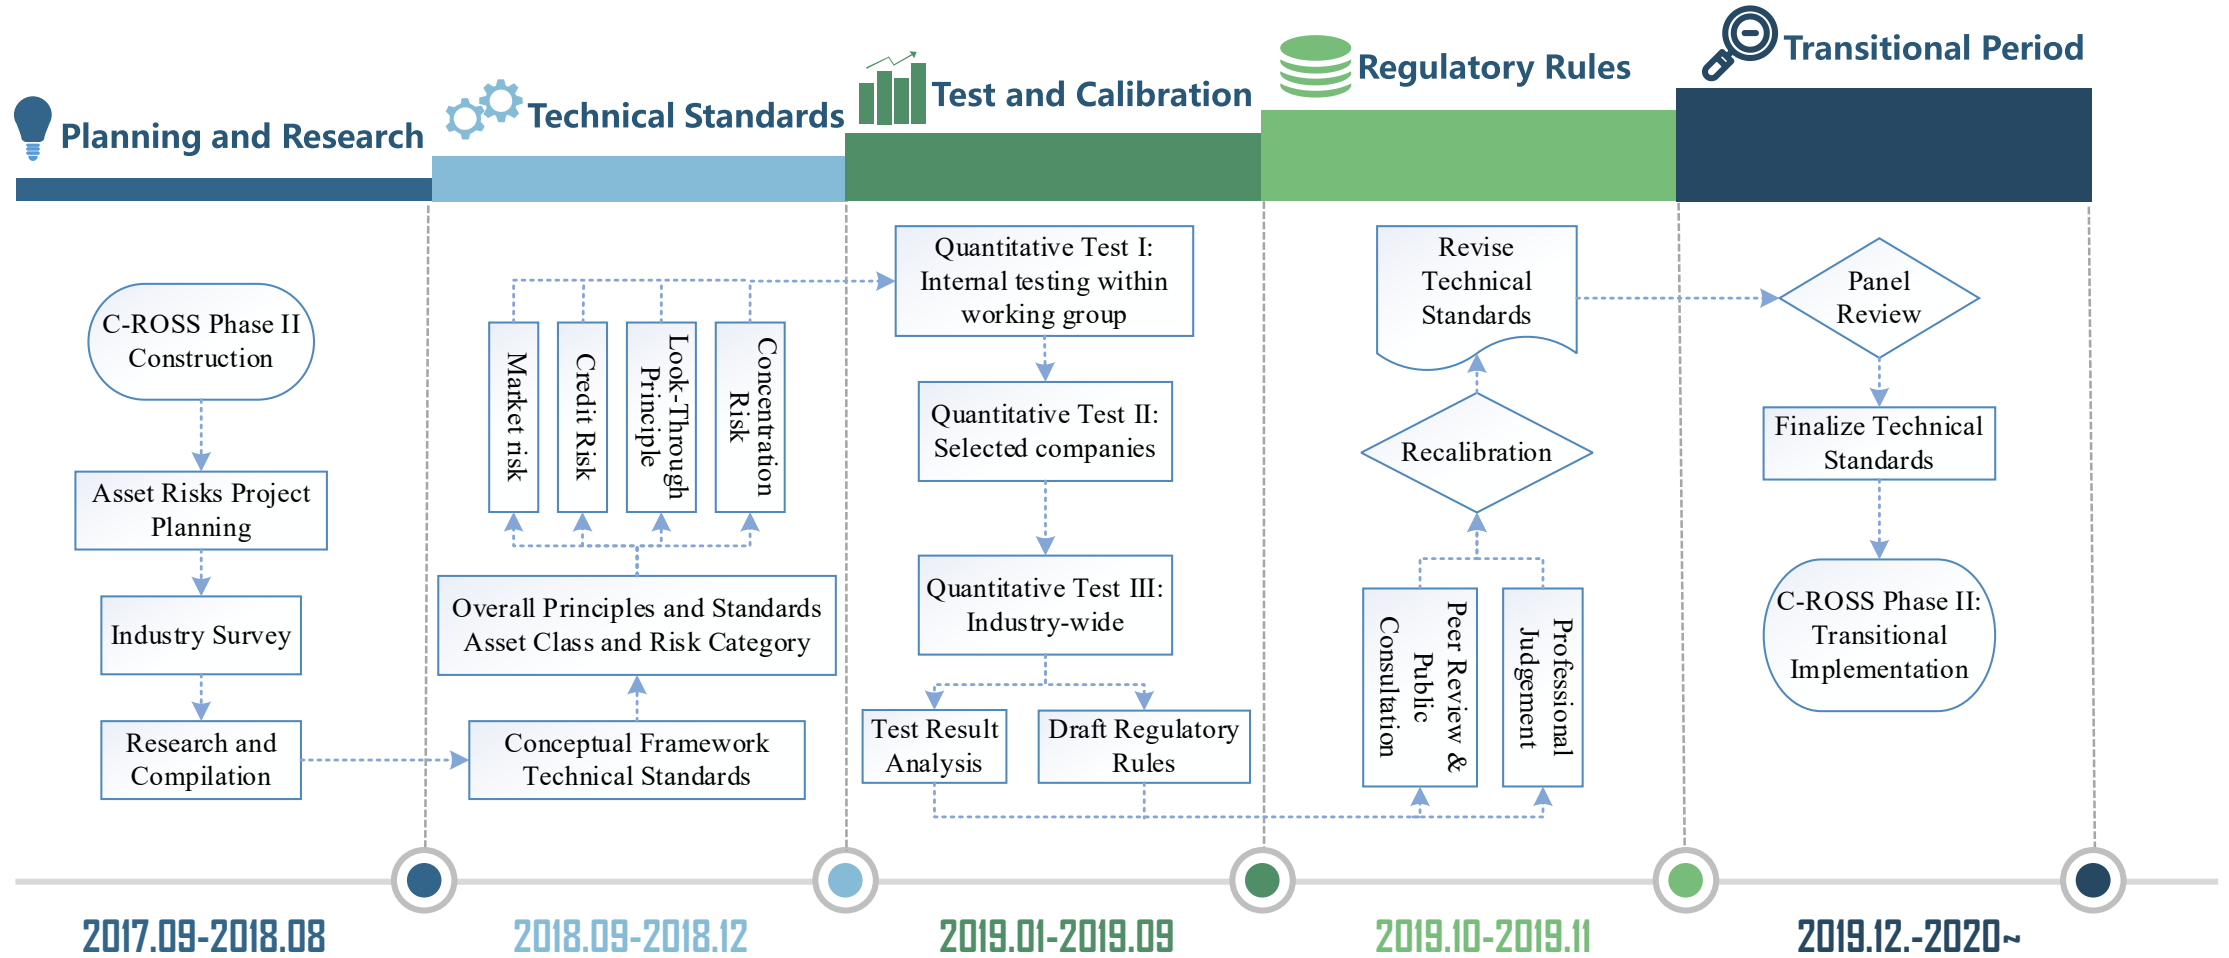 Planning and Research
Technical Standards
Test and Calibration
Regulatory Rules
Transitional Period
C-ROSS Phase II
Construction
Asset Risks Project
Planning
Industry Survey
Research and
Compilation
Market risk
Credit Risk
Look-Through
Principle
Concentration
Risk
Overall Principles and Standards
Asset Class and Risk Category
Conceptual Framework
Technical Standards
Quantitative Test I:
Internal testing within
working group
Quantitative Test II:
Selected companies
Quantitative Test III:
Industry-wide
Test Result
Analysis
Draft Regulatory
Rules
Revise
Technical
Standards
Recalibration
Peer Review &
Public
Consultation
Professional
Judgement
Panel
Review
Finalize Technical
Standards
C-ROSS Phase II:
Transitional
Implementation
2017.09-2018.08
2018.09-2018.12
2019.01-2019.09
2019.10-2019.11
2019.12.-2020~